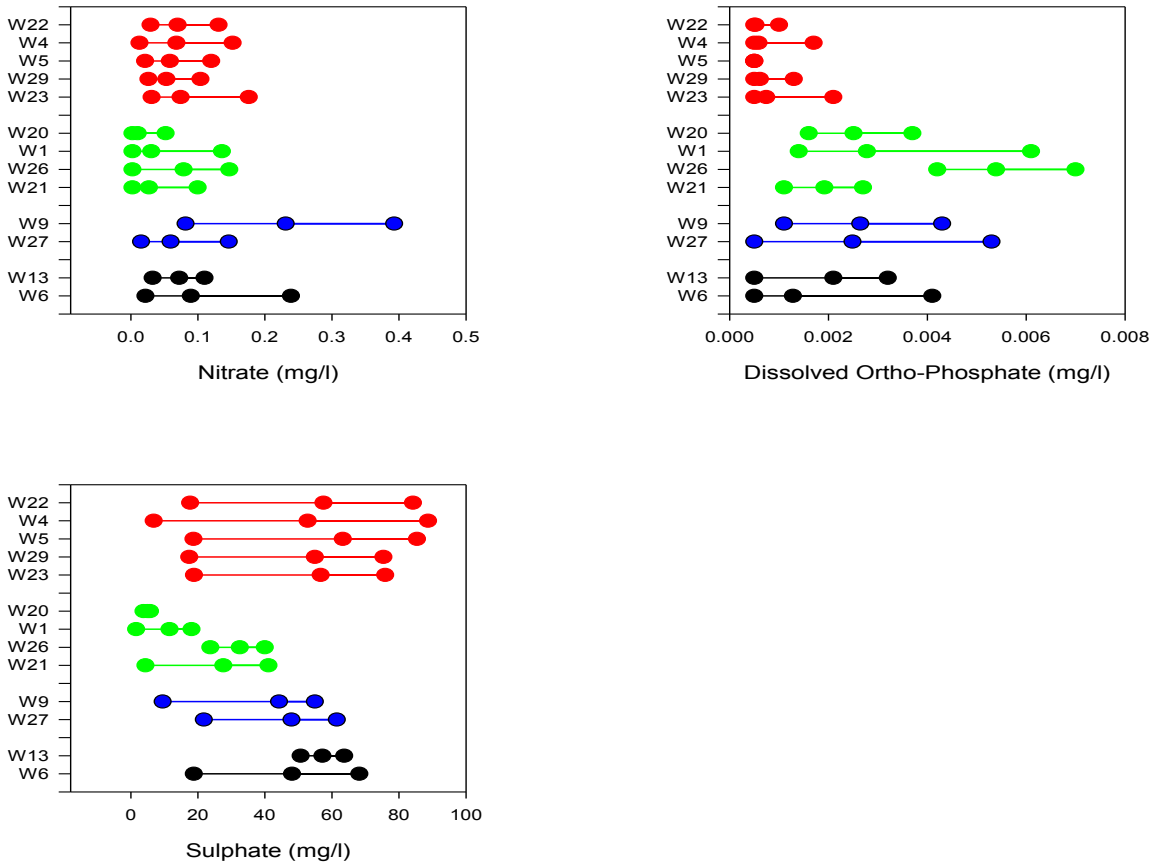 W22
W4
W5
W29
W23
W20
W1
W26
W21
W9
W27
W13
W6
0.0 0.1 0.2 0.3 0.4 0.5
Nitrate (mg/l)
W22
W4
W5
W29
W23
W20
W1
W26
W21
W9
W27
W13
W6
0.000 0.002 0.004 0.006 0.008
Dissolved Ortho-Phosphate (mg/l)
W22
W4
W5
W29
W23
W20
W1
W26
W21
W9
W27
W13
W6
0 20 40 60 80 100
Sulphate (mg/l)